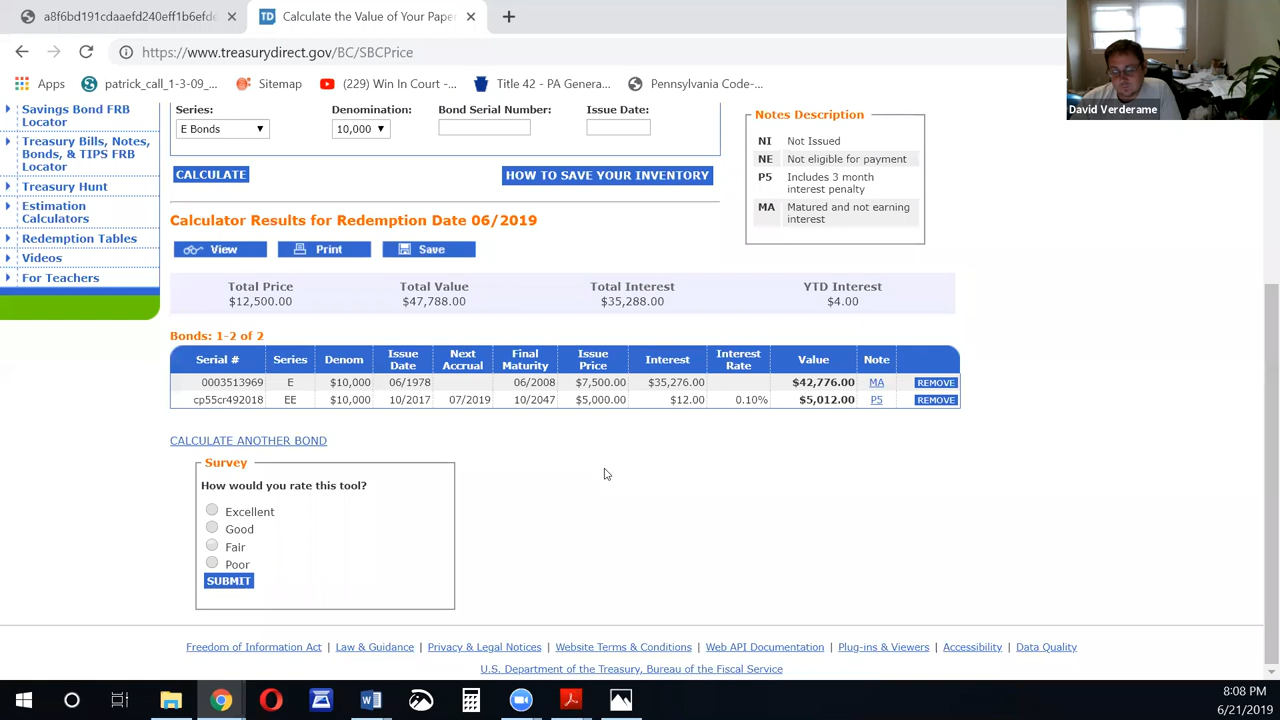 a8f6bd191cdaaefd240eff1b6efde
Calculate the Value of Your Paper
https://www.treasurydirect.gov/BC/SBCPrice
Apps
patrick_call_1-3-09_...
Sitemap
(229) Win In Court -...
Title 42 - PA Genera...
Pennsylvania Code-...
David Verderame
Savings Bond FRB
Locator
Treasury Bills, Notes,
Bonds, & TIPS FRB
Locator
Treasury Hunt
Estimation
Calculators
Redemption Tables
Videos
For Teachers
Series: Denomination: Bond Serial Number: Issue Date:
E Bonds 10,000
CALCULATE HOW TO SAVE YOUR INVENTORY
Notes Description
NI Not Issued
NE Not eligible for payment
P5 Includes 3 month
interest penalty
MA Matured and not earning
interest
Calculator Results for Redemption Date 06/2019
View Print Save
Total Price Total Value Total Interest YTD Interest
$12,500.00 $47,788.00 $35,288.00 $4.00
Bonds: 1-2 of 2
Serial # Series Denom Issue Date Next Accrual Final Maturity Issue Price Interest Interest Rate Value Note
0003513969 E $10,000 06/1978 06/2008 $7,500.00 $35,276.00 $42,776.00 MA REMOVE
cp55cr492018 EE $10,000 10/2017 07/2019 10/2047 $5,000.00 $12.00 0.10% $5,012.00 P5 REMOVE
CALCULATE ANOTHER BOND
Survey
How would you rate this tool?
Excellent
Good
Fair
Poor
SUBMIT
Freedom of Information Act | Law & Guidance | Privacy & Legal Notices | Website Terms & Conditions | Web API Documentation | Plug-ins & Viewers | Accessibility | Data Quality
U.S. Department of the Treasury, Bureau of the Fiscal Service
8:08 PM
6/21/2019